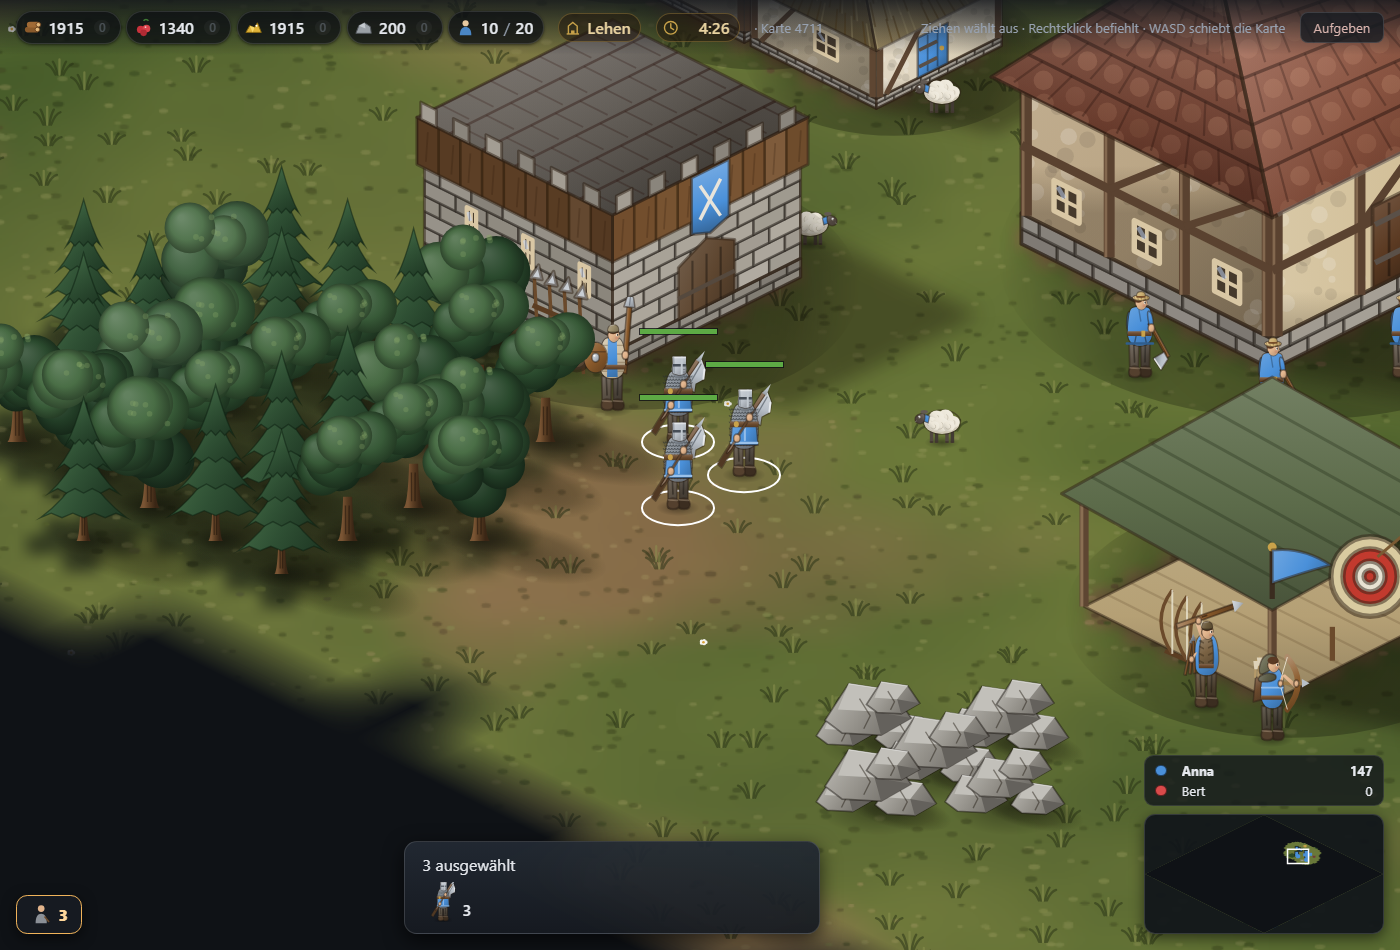 1915 0 1340 0 1915 0 200 0 10 / 20 Lehen 4:26 · Karte 4711 Ziehen wählt aus · Rechtsklick befiehlt · WASD schiebt die Karte Aufgeben
Anna 147
Bert 0
3 ausgewählt
3
3